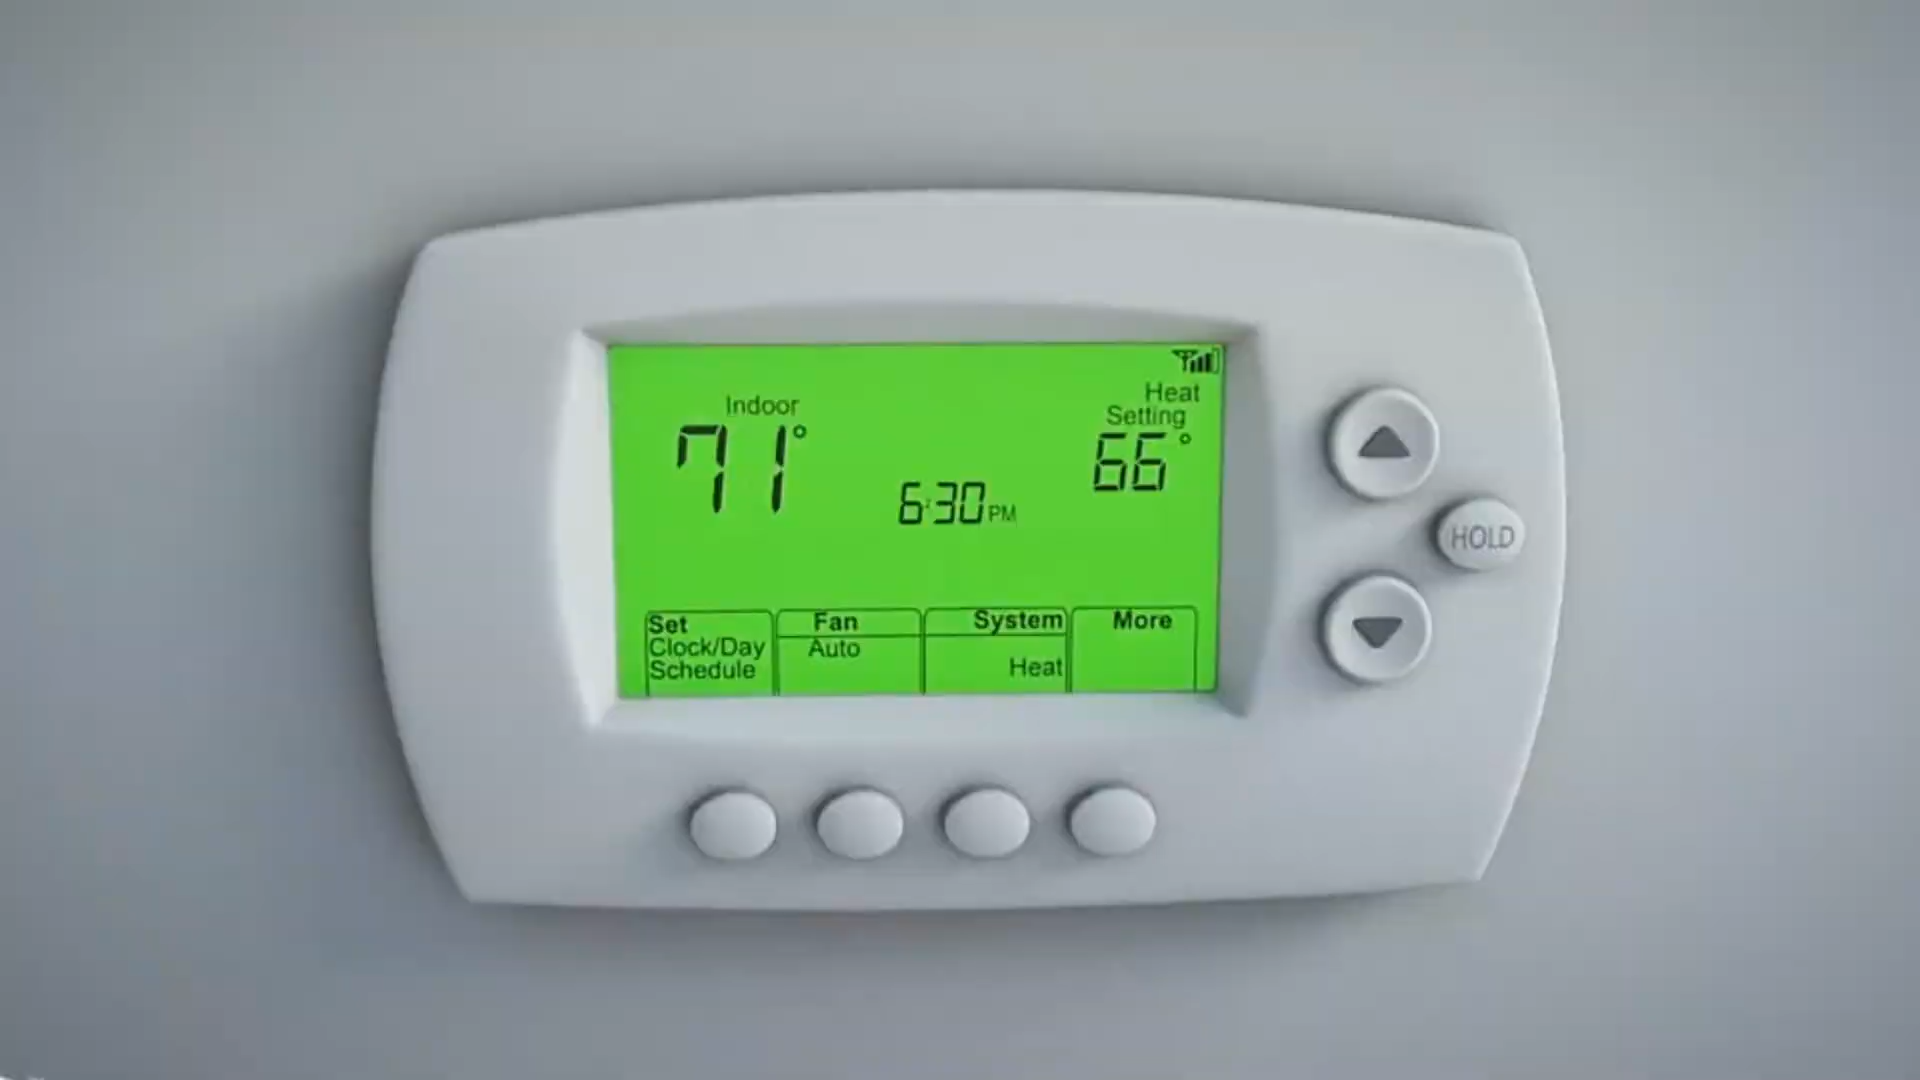 Indoor
71°
Heat
Setting
66°
6:30 PM
HOLD
Set
Clock/Day
Schedule
Fan
Auto
System
Heat
More